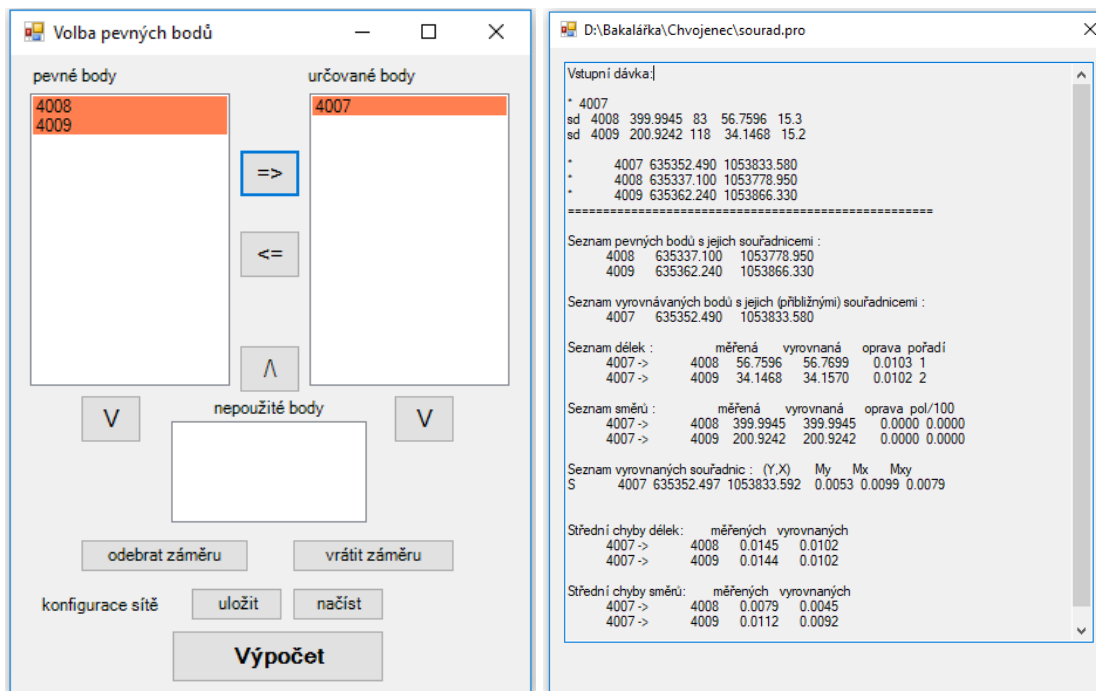 Volba pevných bodů
pevné body
určované body
4008
4009
4007
=>
<=
/\
V
nepoužité body
V
odebrat záměru
vrátit záměru
konfigurace sítě
uložit
načíst
Výpočet
D:\Bakalářka\Chvojenec\sourad.pro
Vstupní dávka:
* 4007
sd 4008 399.9945 83 56.7596 15.3
sd 4009 200.9242 118 34.1468 15.2
* 4007 635352.490 1053833.580
* 4008 635337.100 1053778.950
* 4009 635362.240 1053866.330
====================================================
Seznam pevných bodů s jejich souřadnicemi :
4008 635337.100 1053778.950
4009 635362.240 1053866.330
Seznam vyrovnávaných bodů s jejich (přibližnými) souřadnicemi :
4007 635352.490 1053833.580
Seznam délek : měřená vyrovnaná oprava pořadí
4007 -> 4008 56.7596 56.7699 0.0103 1
4007 -> 4009 34.1468 34.1570 0.0102 2
Seznam směrů : měřená vyrovnaná oprava pol/100
4007 -> 4008 399.9945 399.9945 0.0000 0.0000
4007 -> 4009 200.9242 200.9242 0.0000 0.0000
Seznam vyrovnaných souřadnic : (Y,X) My Mx Mxy
S 4007 635352.497 1053833.592 0.0053 0.0099 0.0079
Střední chyby délek: měřených vyrovnaných
4007 -> 4008 0.0145 0.0102
4007 -> 4009 0.0144 0.0102
Střední chyby směrů: měřených vyrovnaných
4007 -> 4008 0.0079 0.0045
4007 -> 4009 0.0112 0.0092